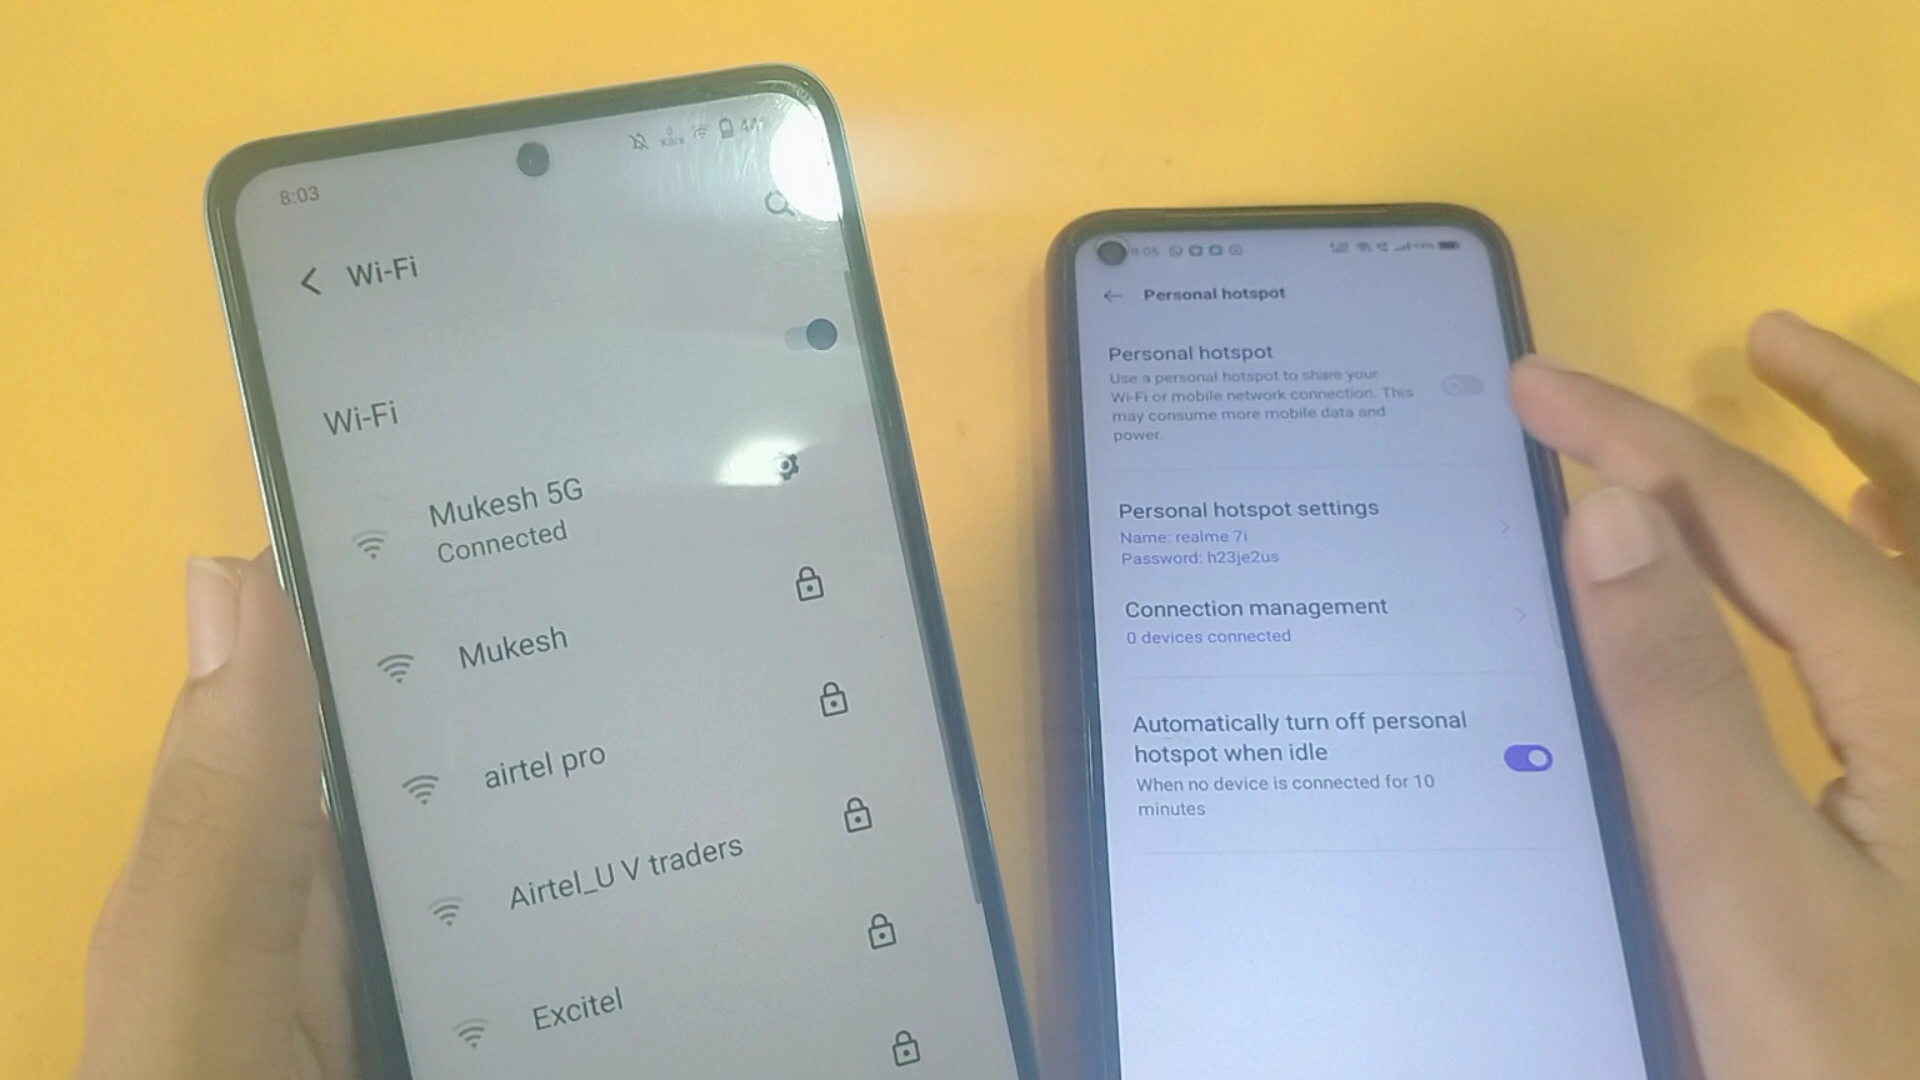 8:03
Wi-Fi
Wi-Fi
Mukesh 5G
Connected
Mukesh
airtel pro
Airtel_U V traders
Excitel
8:05
Personal hotspot
Personal hotspot
Use a personal hotspot to share your
Wi-Fi or mobile network connection. This
may consume more mobile data and
power.
Personal hotspot settings
Name: realme 7i
Password: h23je2us
Connection management
0 devices connected
Automatically turn off personal
hotspot when idle
When no device is connected for 10
minutes